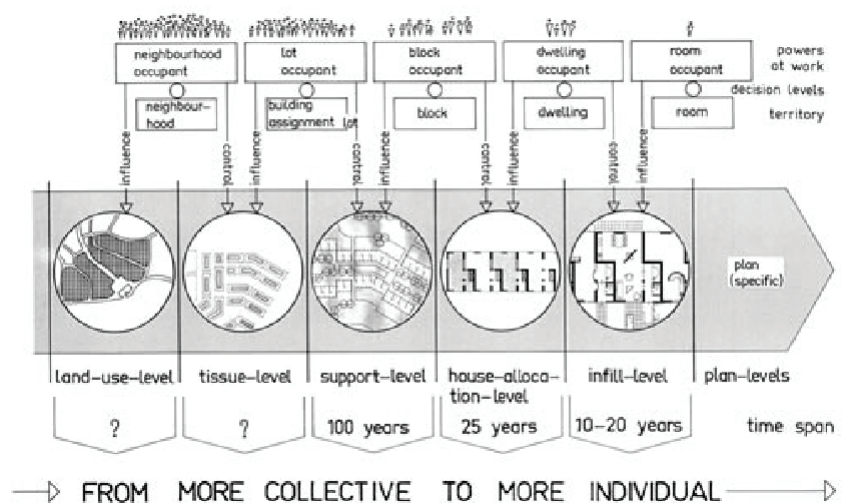 neighbourhood
occupant
lot
occupant
block
occupant
dwelling
occupant
room
occupant
powers
at work
decision levels
neighbour-
hood
building
assignment lot
block
dwelling
room
territory
influence
control
influence
control
influence
control
influence
control
influence
plan
(specific)
land-use-level
tissue-level
support-level
house-alloca-
tion-level
infill-level
plan-levels
?
?
100 years
25 years
10-20 years
time span
FROM MORE COLLECTIVE TO MORE INDIVIDUAL